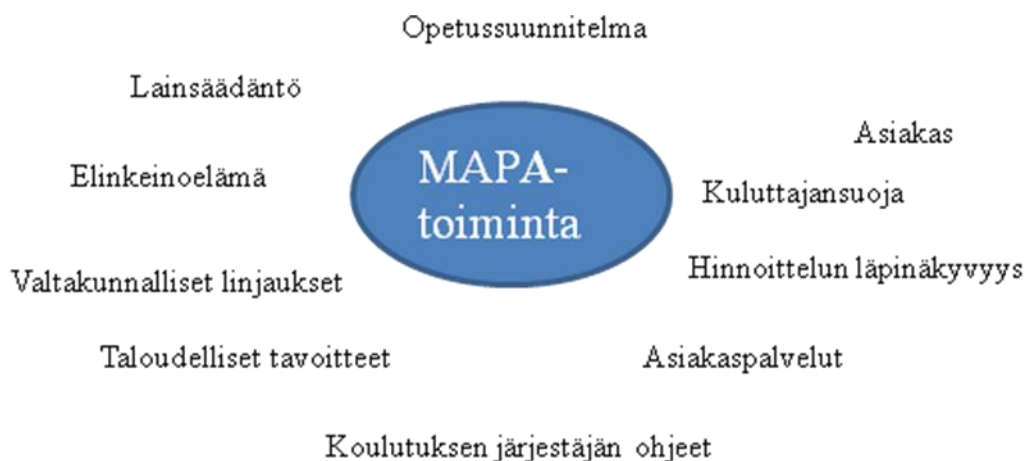 Opetussuunnitelma
Lainsäädäntö
Asiakas
Elinkeinoelämä
MAPA-
toiminta
Kuluttajansuoja
Valtakunnalliset linjaukset
Hinnoittelun läpinäkyvyys
Taloudelliset tavoitteet
Asiakaspalvelut
Koulutuksen järjestäjän ohjeet